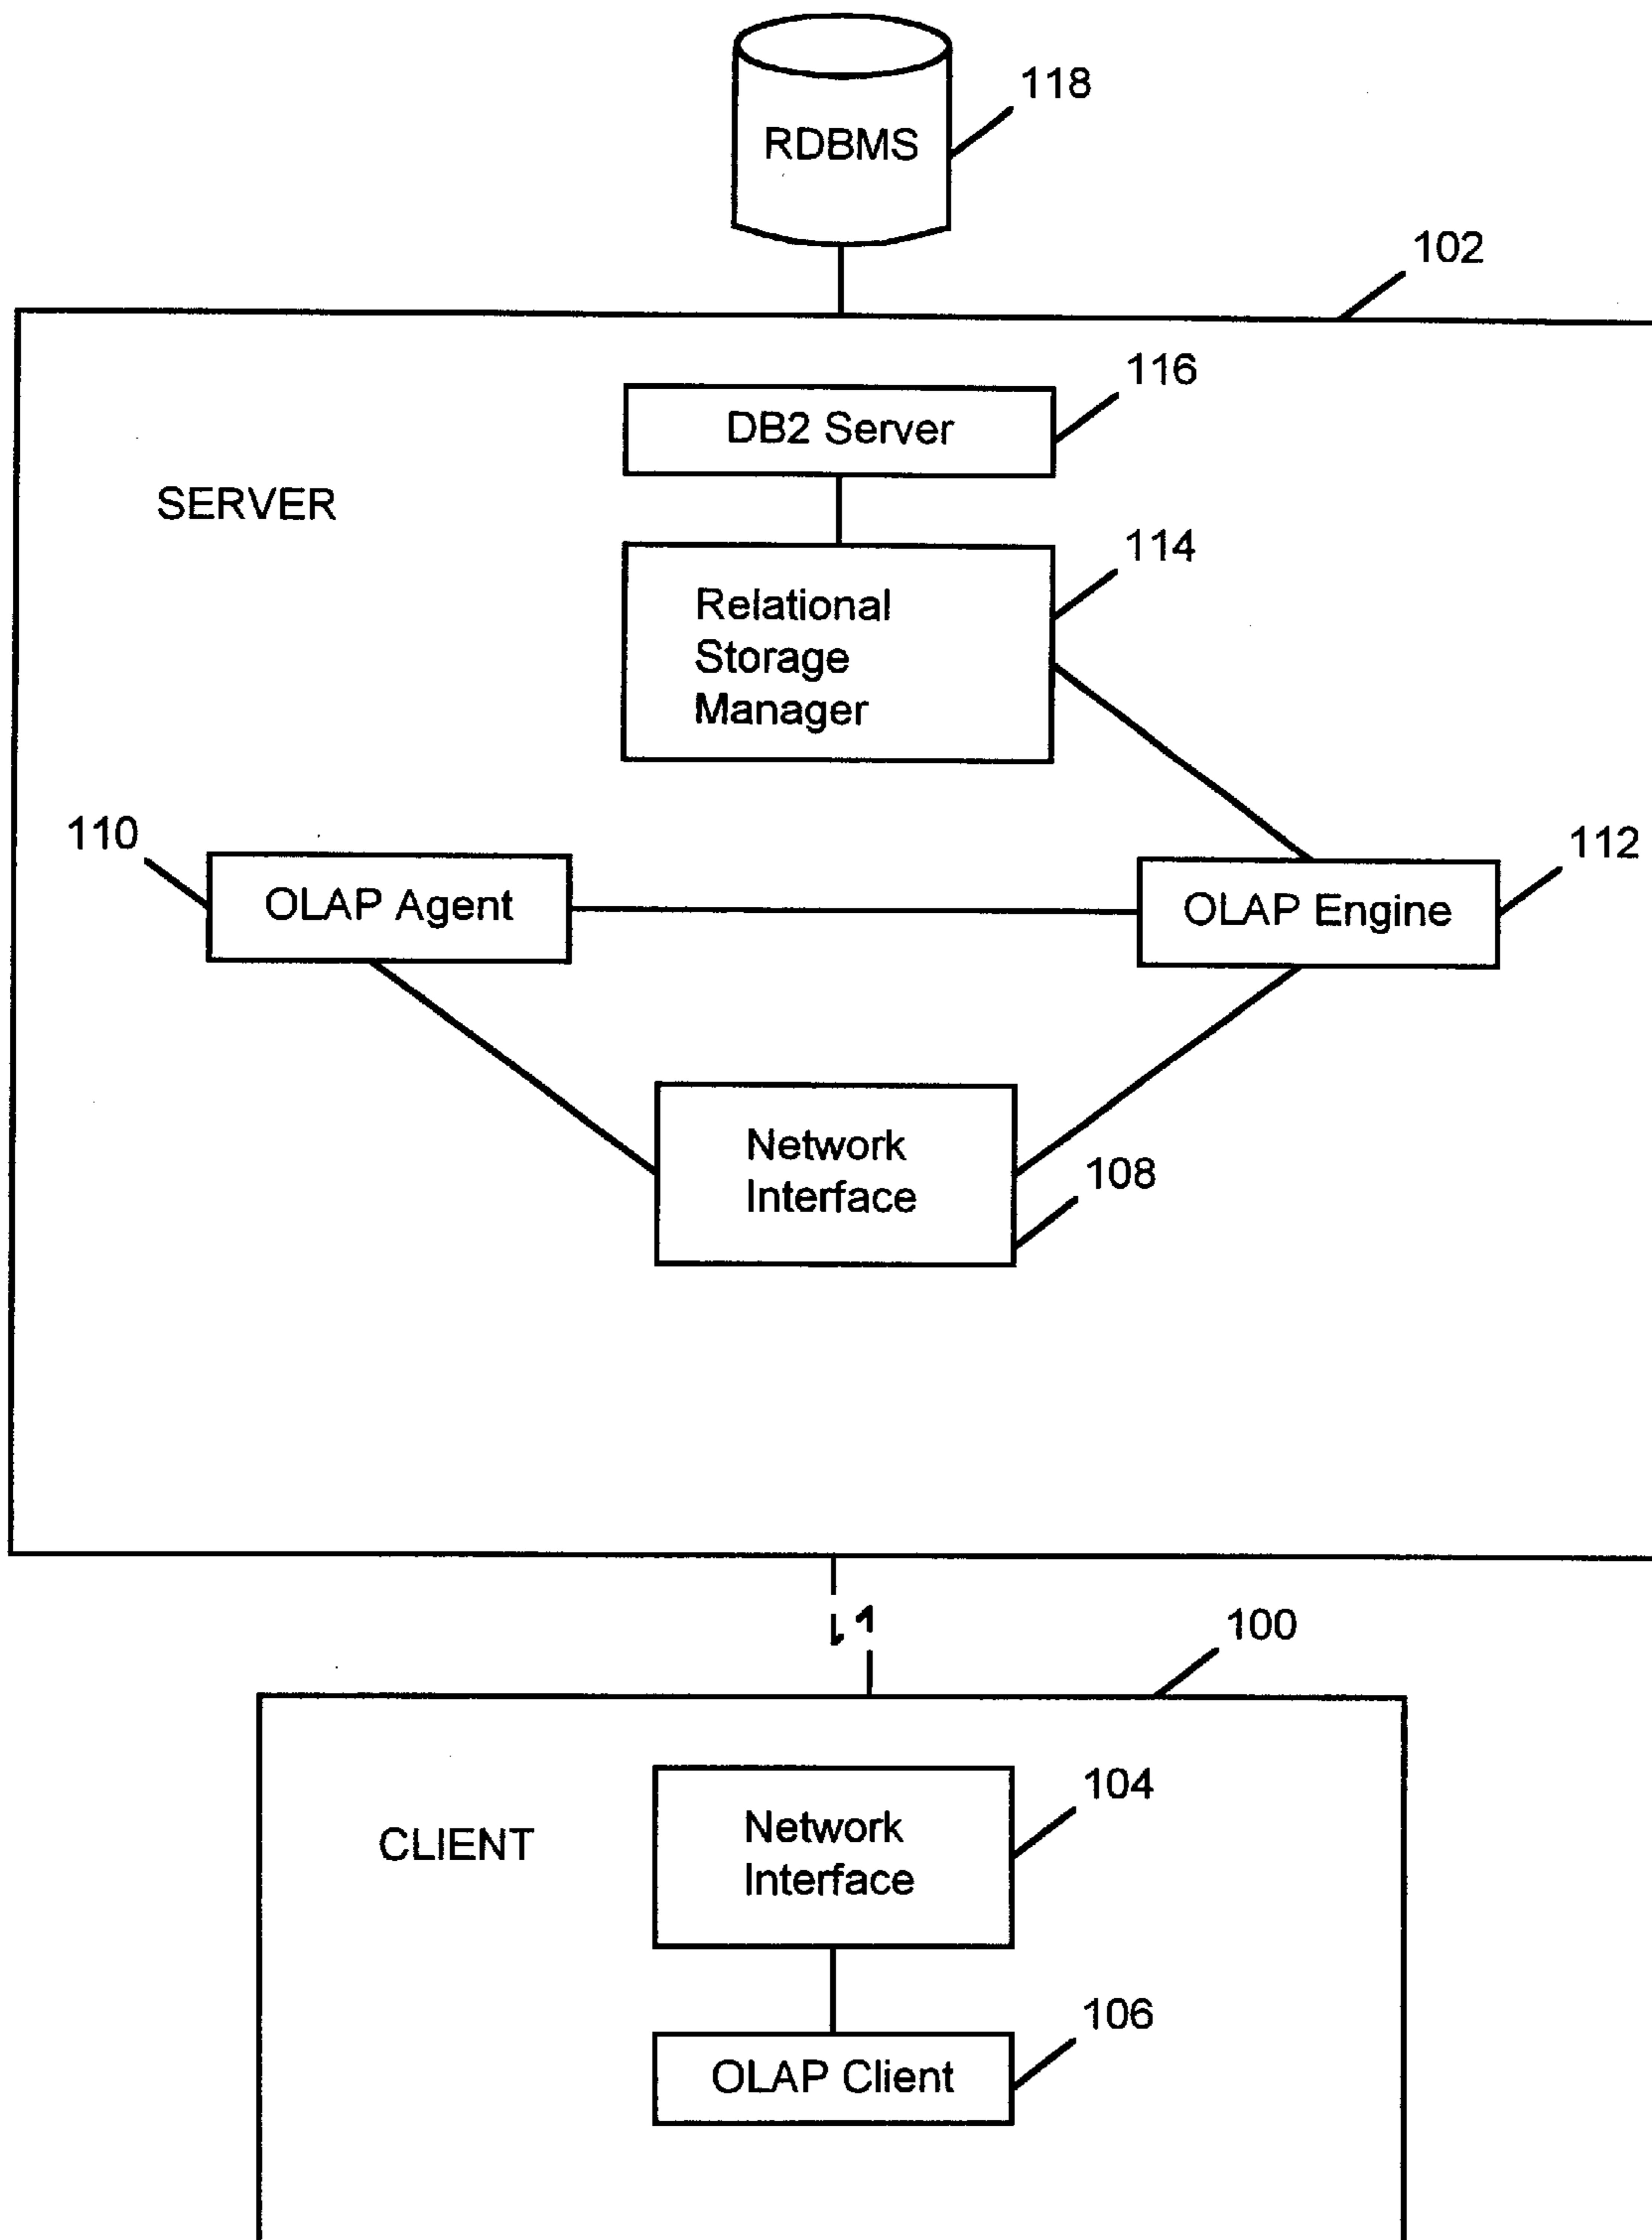 118
RDBMS
102
116
DB2 Server
SERVER
114
Relational
Storage
Manager
110
112
OLAP Agent
OLAP Engine
Network
Interface
108
100
104
Network
Interface
CLIENT
106
OLAP Client